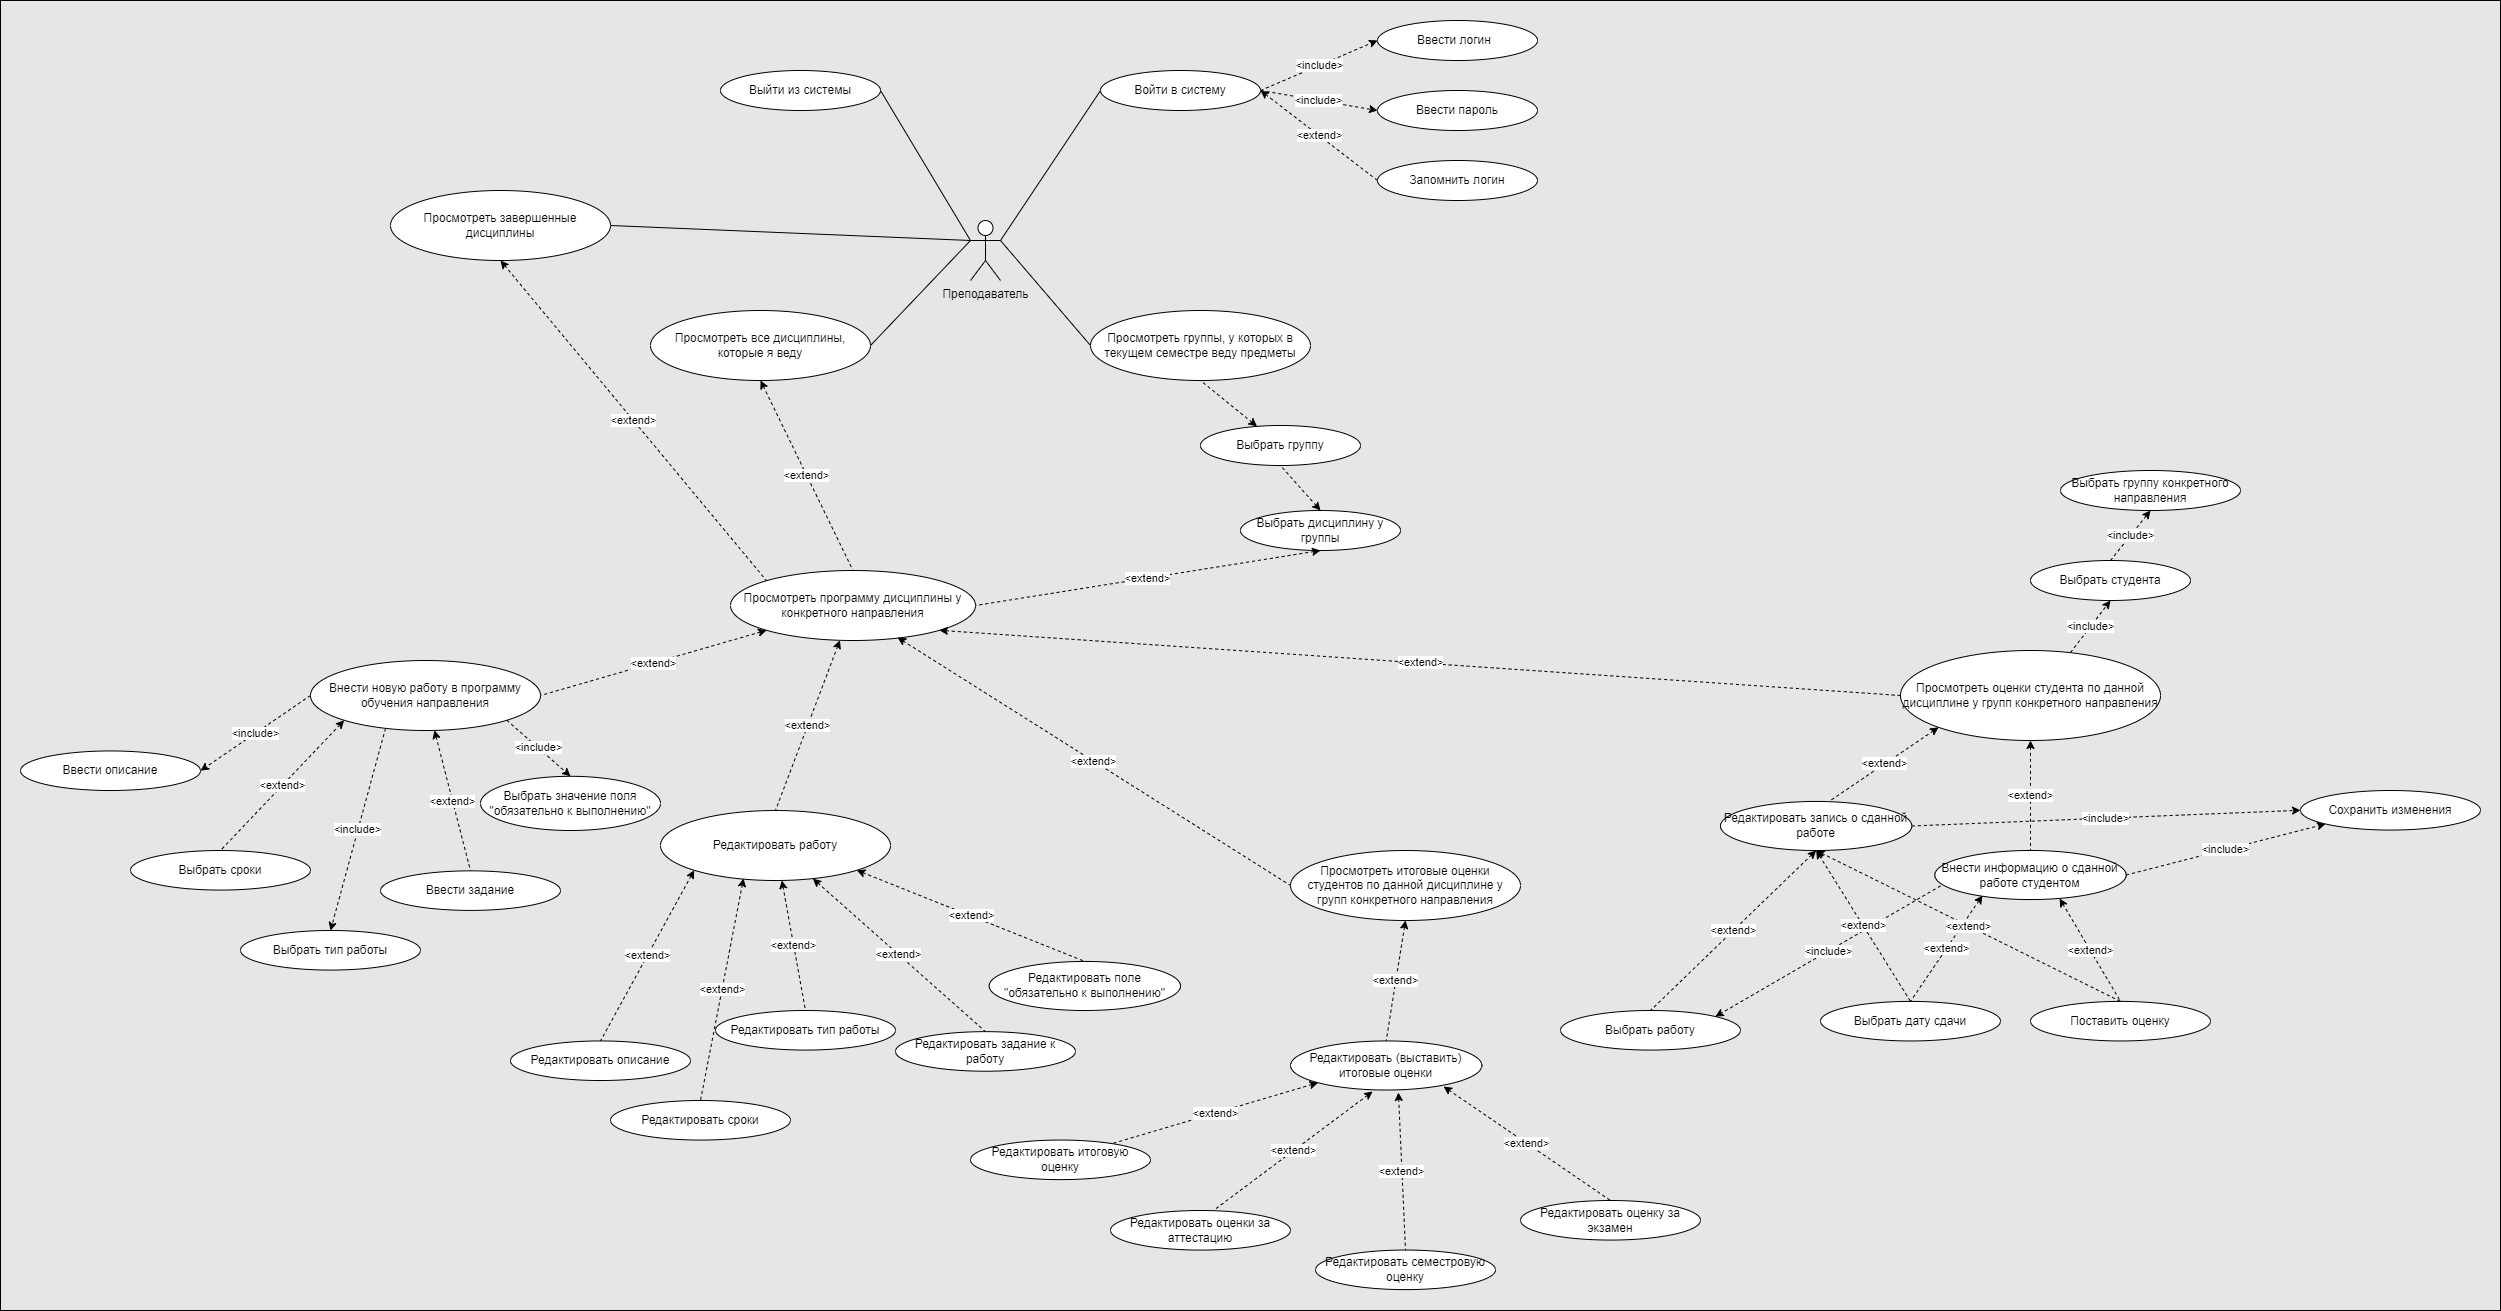 Ввести логин
<include>
Выйти из системы
Войти в систему
<include>
Ввести пароль
<extend>
Запомнить логин
Просмотреть завершенные
дисциплины
Преподаватель
Просмотреть все дисциплины,
которые я веду
Просмотреть группы, у которых в
текущем семестре веду предметы
<extend>
<extend>
Выбрать группу
Выбрать дисциплину у
группы
Выбрать группу конкретного
направления
<include>
Выбрать студента
<extend>
Просмотреть программу дисциплины у
конкретного направления
<include>
<extend>
<extend>
Внести новую работу в программу
обучения направления
Просмотреть оценки студента по данной
дисциплине у групп конкретного направления
<include>
<extend>
<include>
<extend>
<extend>
Ввести описание
<extend>
<extend>
<extend>
Выбрать значение поля
"обязательно к выполнению"
<include>
Сохранить изменения
Редактировать запись о сданной
работе
<include>
Редактировать работу
<include>
Выбрать сроки
Ввести задание
Просмотреть итоговые оценки
студентов по данной дисциплине у
групп конкретного направления
Внести информацию о сданной
работе студентом
<extend>
<extend>
<extend>
<extend>
Выбрать тип работы
<extend>
<extend>
<extend>
<include>
<extend>
<extend>
<extend>
<extend>
<extend>
Редактировать поле
"обязательно к выполнению"
Редактировать тип работы
Выбрать работу
Выбрать дату сдачи
Поставить оценку
Редактировать описание
Редактировать задание к
работу
Редактировать (выставить)
итоговые оценки
Редактировать сроки
<extend>
<extend>
<extend>
<extend>
Редактировать итоговую
оценку
Редактировать оценки за
аттестацию
Редактировать оценку за
экзамен
Редактировать семестровую
оценку